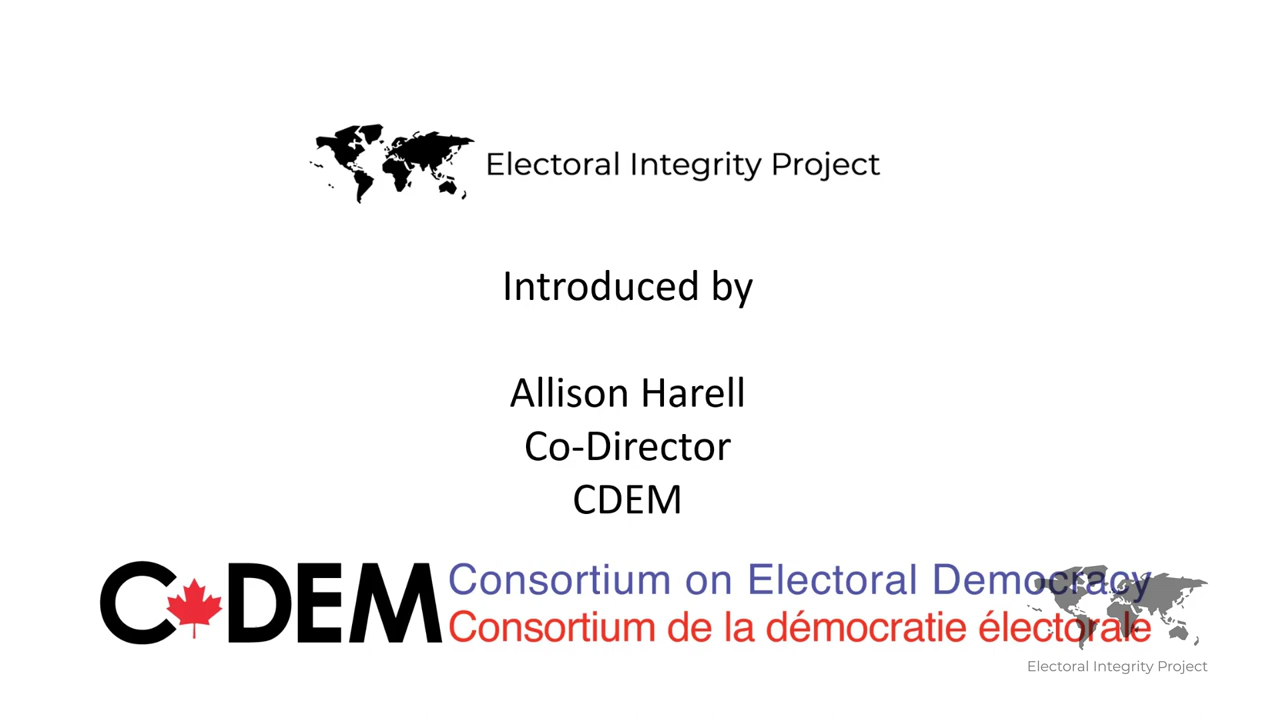 Electoral Integrity Project
Introduced by
Allison Harell
Co-Director
CDEM
C DEM
Consortium on Electoral Democracy
Consortium de la démocratie électorale
Electoral Integrity Project